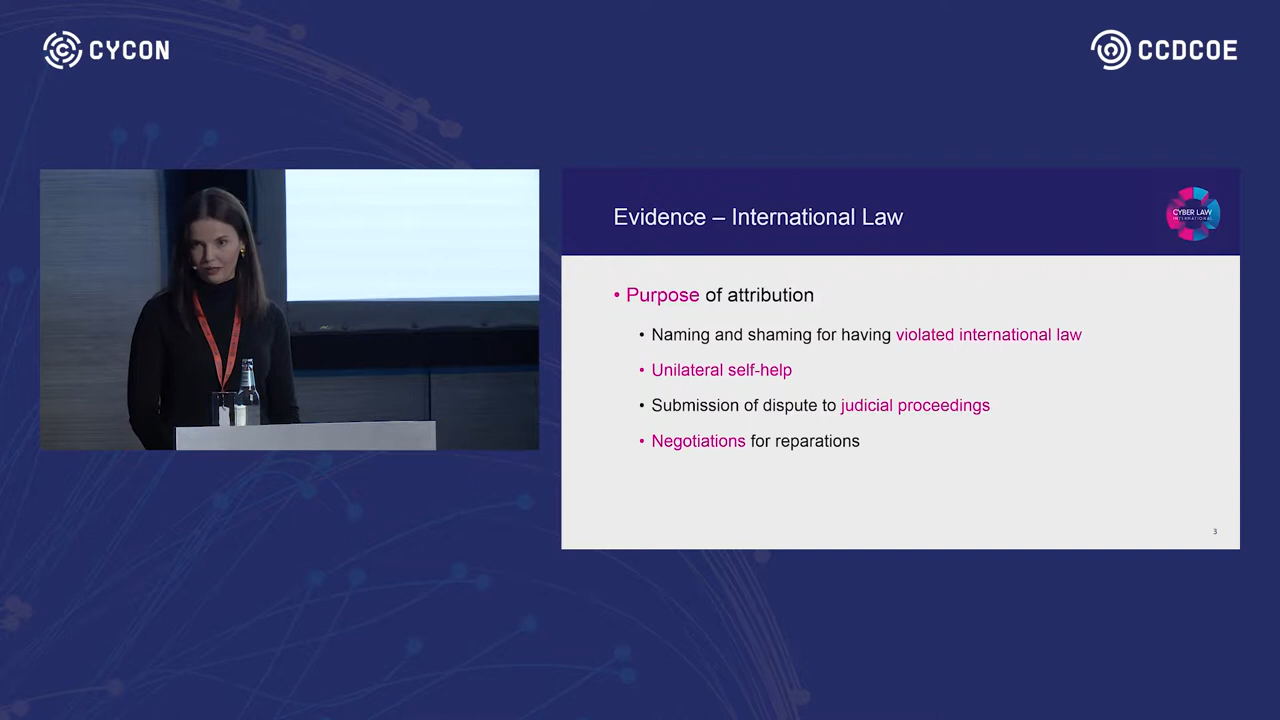 CYCON
CCDCOE
Evidence – International Law
CYBER LAW
INTERNATIONAL
• Purpose of attribution
• Naming and shaming for having violated international law
• Unilateral self-help
• Submission of dispute to judicial proceedings
• Negotiations for reparations
3